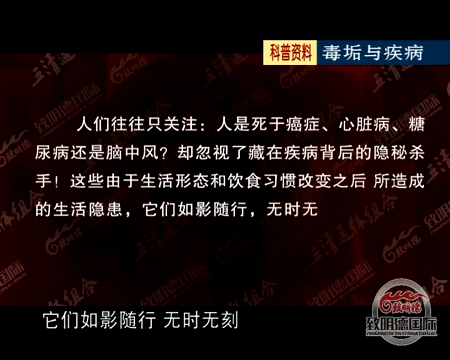 科普资料 毒垢与疾病
人们往往只关注：人是死于癌症、心脏病、糖
尿病还是脑中风？却忽视了藏在疾病背后的隐秘杀
手！这些由于生活形态和饮食习惯改变之后 所造成
的生活隐患，它们如影随行，无时无
它们如影随行 无时无刻
致明德
致明德国际